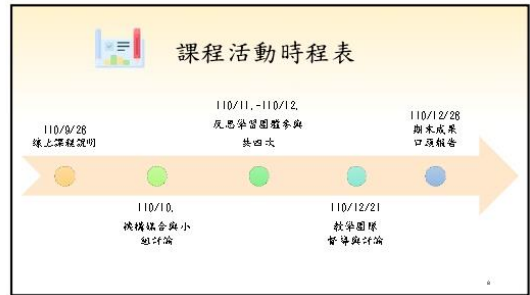 課程活動時程表
110/9/26
線上課程說明
110/10.
機構媒合與小
組討論
110/11.-110/12.
反思學習團體參與
共四次
110/12/21
教學團隊
督導與討論
110/12/26
期末成果
口頭報告